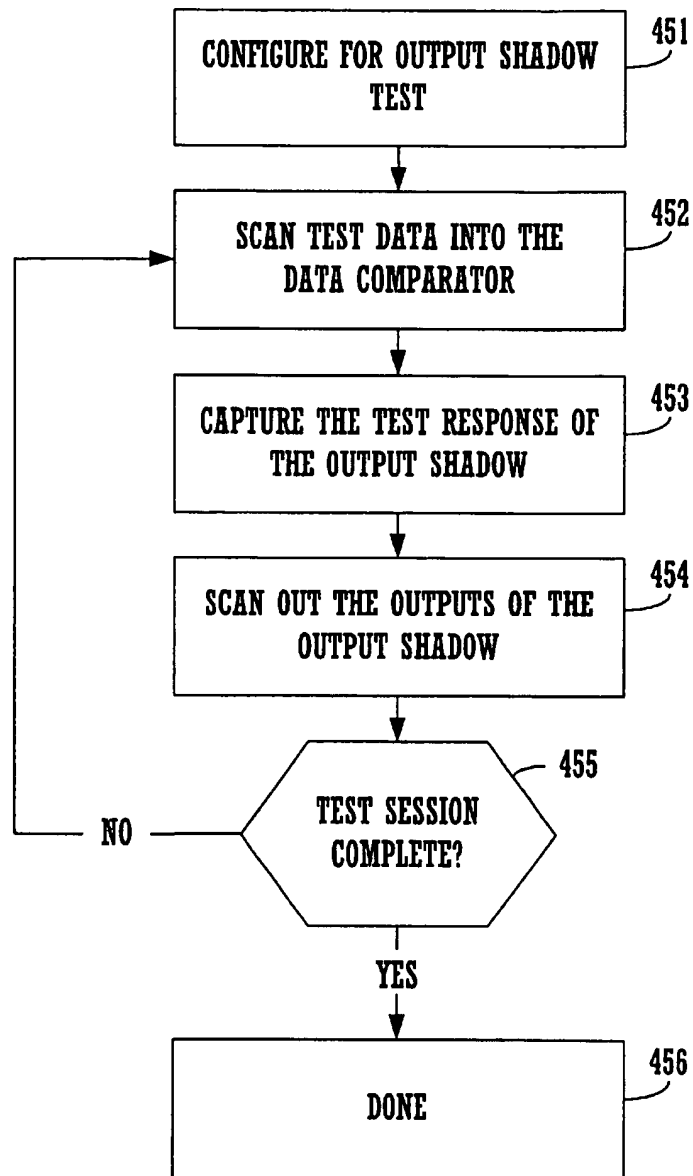 CONFIGURE FOR OUTPUT SHADOW
TEST
451
SCAN TEST DATA INTO THE
DATA COMPARATOR
452
CAPTURE THE TEST RESPONSE OF
THE OUTPUT SHADOW
453
SCAN OUT THE OUTPUTS OF THE
OUTPUT SHADOW
454
TEST SESSION
COMPLETE?
455
NO
YES
DONE
456